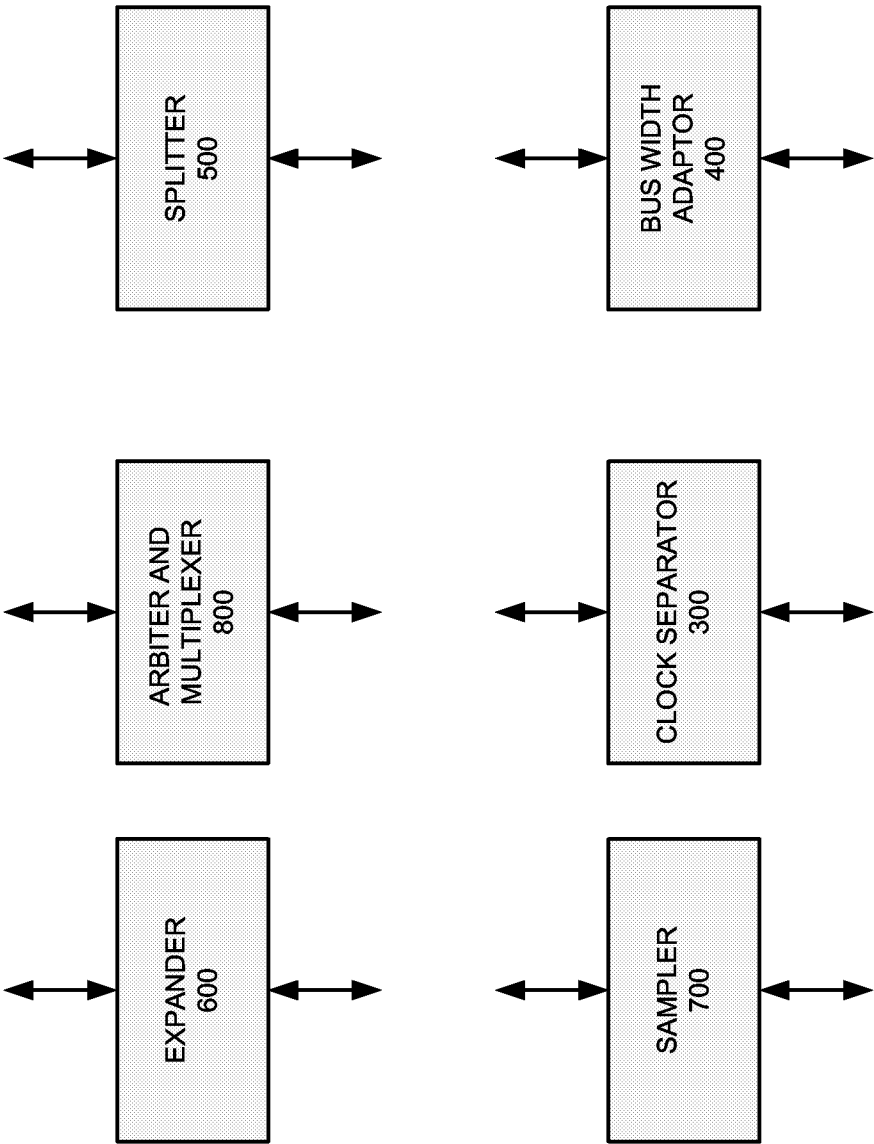 EXPANDER
600
ARBITER AND
MULTIPLEXER
800
SPLITTER
500
SAMPLER
700
CLOCK SEPARATOR
300
BUS WIDTH
ADAPTOR
400